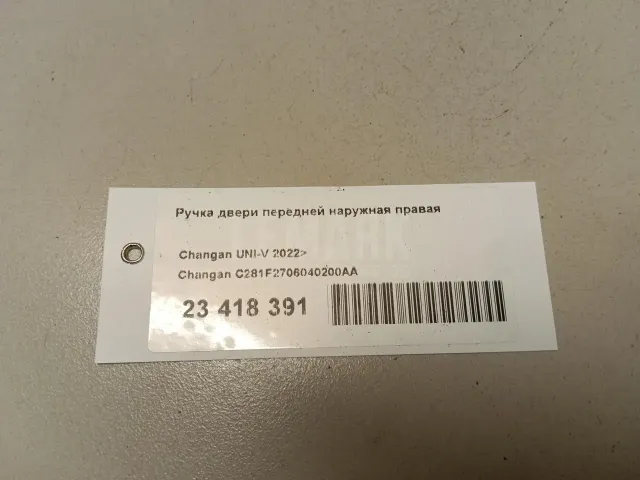 Ручка двери передней наружная правая
Changan UNI-V 2022>
Changan C281F2706040200AA
23 418 391